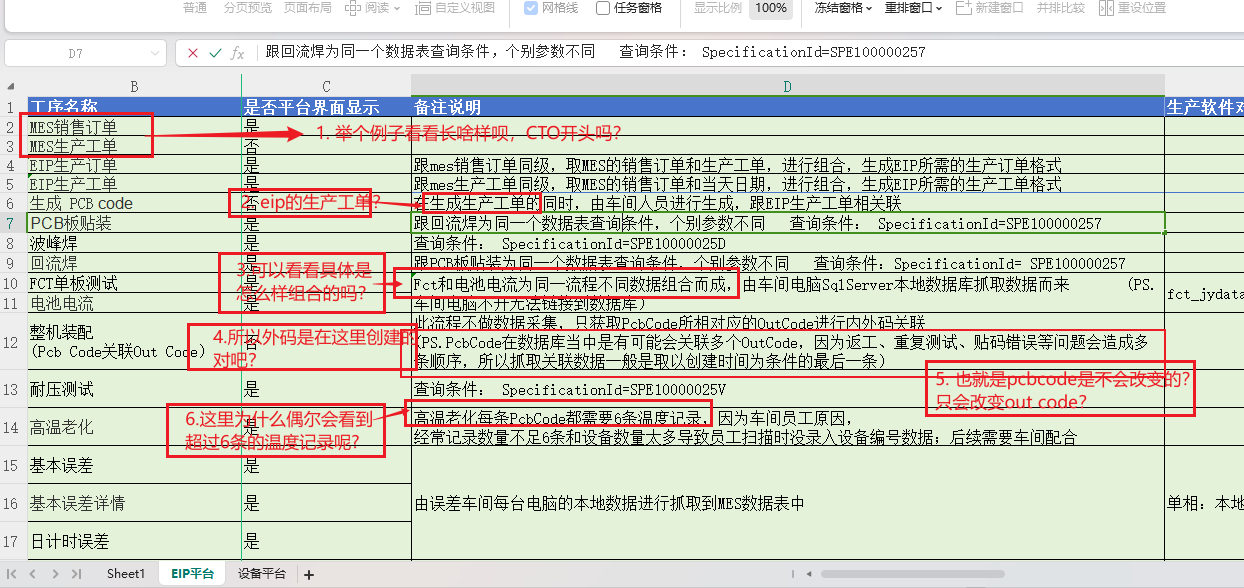 普通 分页预览 页面布局 阅读 自定义视图 网格线 任务窗格 显示比例 100% 冻结窗格 重排窗口 新建窗口 并排比较 重设位置
D7 fx 跟回流焊为同一个数据表查询条件，个别参数不同 查询条件： SpecificationId=SPE100000257
B C D
1 工序名称 是否平台界面显示 备注说明 生产软件对
2 MES销售订单 是
1. 举个例子看看长啥样呗，CTO开头吗?
3 MES生产工单 否
4 EIP生产订单 是 跟mes销售订单同级，取MES的销售订单和生产工单，进行组合，生成EIP所需的生产订单格式
5 EIP生产工单 是 跟mes生产工单同级，取MES的销售订单和当天日期，进行组合，生成EIP所需的生产工单格式
6 生成 PCB code 在生成生产工单的同时，由车间人员进行生成，跟EIP生产工单相关联
2. eip的生产工单?
7 PCB板贴装 是 跟回流焊为同一个数据表查询条件，个别参数不同 查询条件： SpecificationId=SPE100000257
8 波峰焊 是 查询条件： SpecificationId=SPE10000025D
9 回流焊 是 跟PCB板贴装为同一个数据表查询条件，个别参数不同 查询条件：SpecificationId= SPE100000257
3.可以看看具体是
怎么样组合的吗?
10 FCT单板测试 是 Fct和电池电流为同一流程不同数据组合而成，由车间电脑SqlServer本地数据库抓取数据而来 （PS.
11 电池电流 是 车间电脑不开无法链接到数据库） fct_jydata
12 整机装配
(Pcb Code关联Out Code) 否
此流程不做数据采集，只获取PcbCode所相对应的OutCode进行内外码关联
(PS.PcbCode在数据库当中是有可能会关联多个OutCode，因为返工、重复测试、贴码错误等问题会造成多
条顺序，所以抓取关联数据一般是取以创建时间为条件的最后一条）
4.所以外码是在这里创建的
对吧?
5. 也就是pcbcode是不会改变的?
只会改变out code?
13 耐压测试 是 查询条件： SpecificationId=SPE10000025V
14 高温老化 是 高温老化每条PcbCode都需要6条温度记录，因为车间员工原因，
经常记录数量不足6条和设备数量太多导致员工扫描时没录入设备编号数据；后续需要车间配合
6.这里为什么偶尔会看到
超过6条的温度记录呢?
15 基本误差 是
16 基本误差详情 是 由误差车间每台电脑的本地数据进行抓取到MES数据表中 单相：本地
17 日计时误差 是
Sheet1 EIP平台 设备平台 +